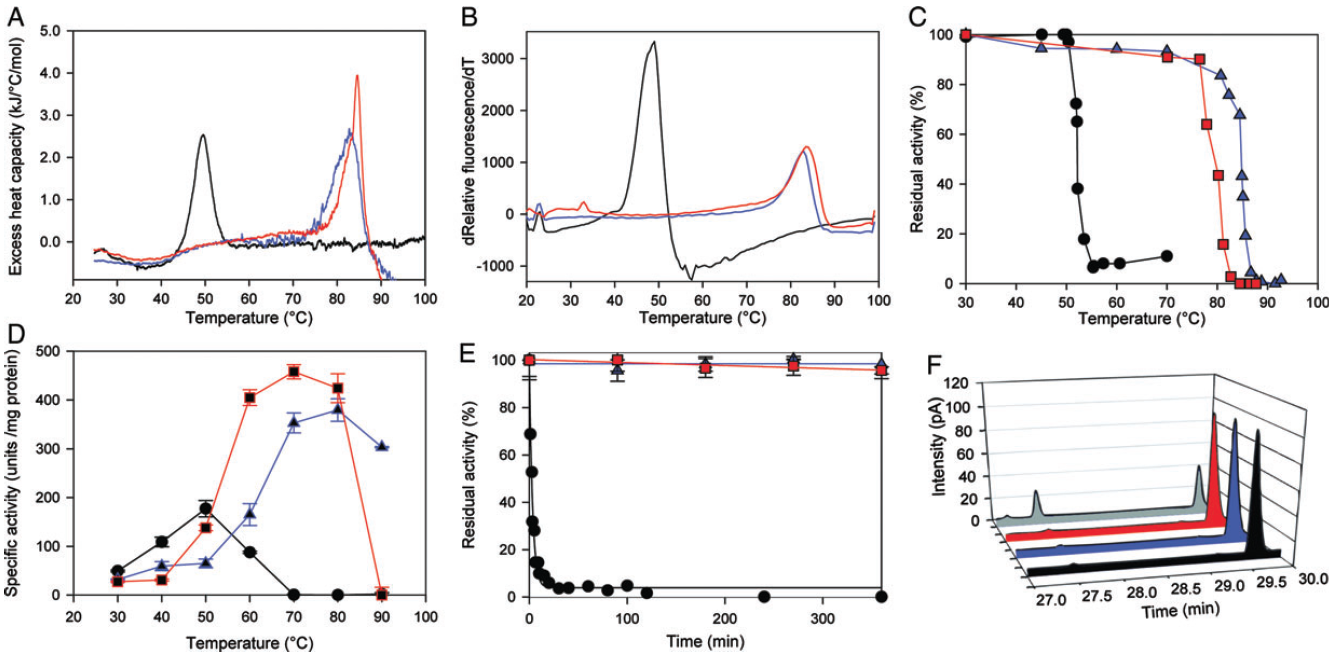 A
Excess heat capacity (kJ/°C/mol)
5.0
4.0
3.0
2.0
1.0
0.0
20 30 40 50 60 70 80 90 100
Temperature (°C)
B
dRelative fluorescence/dT
3000
2000
1000
0
-1000
20 30 40 50 60 70 80 90 100
Temperature (°C)
C
Residual activity (%)
100
80
60
40
20
0
30 40 50 60 70 80 90 100
Temperature (°C)
D
Specific activity (units /mg protein)
500
400
300
200
100
0
20 30 40 50 60 70 80 90 100
Temperature (°C)
E
Residual activity (%)
100
80
60
40
20
0
0 100 200 300
Time (min)
F
Intensity (pA)
120
100
80
60
40
20
0
27.0 27.5 28.0 28.5 29.0 29.5 30.0
Time (min)